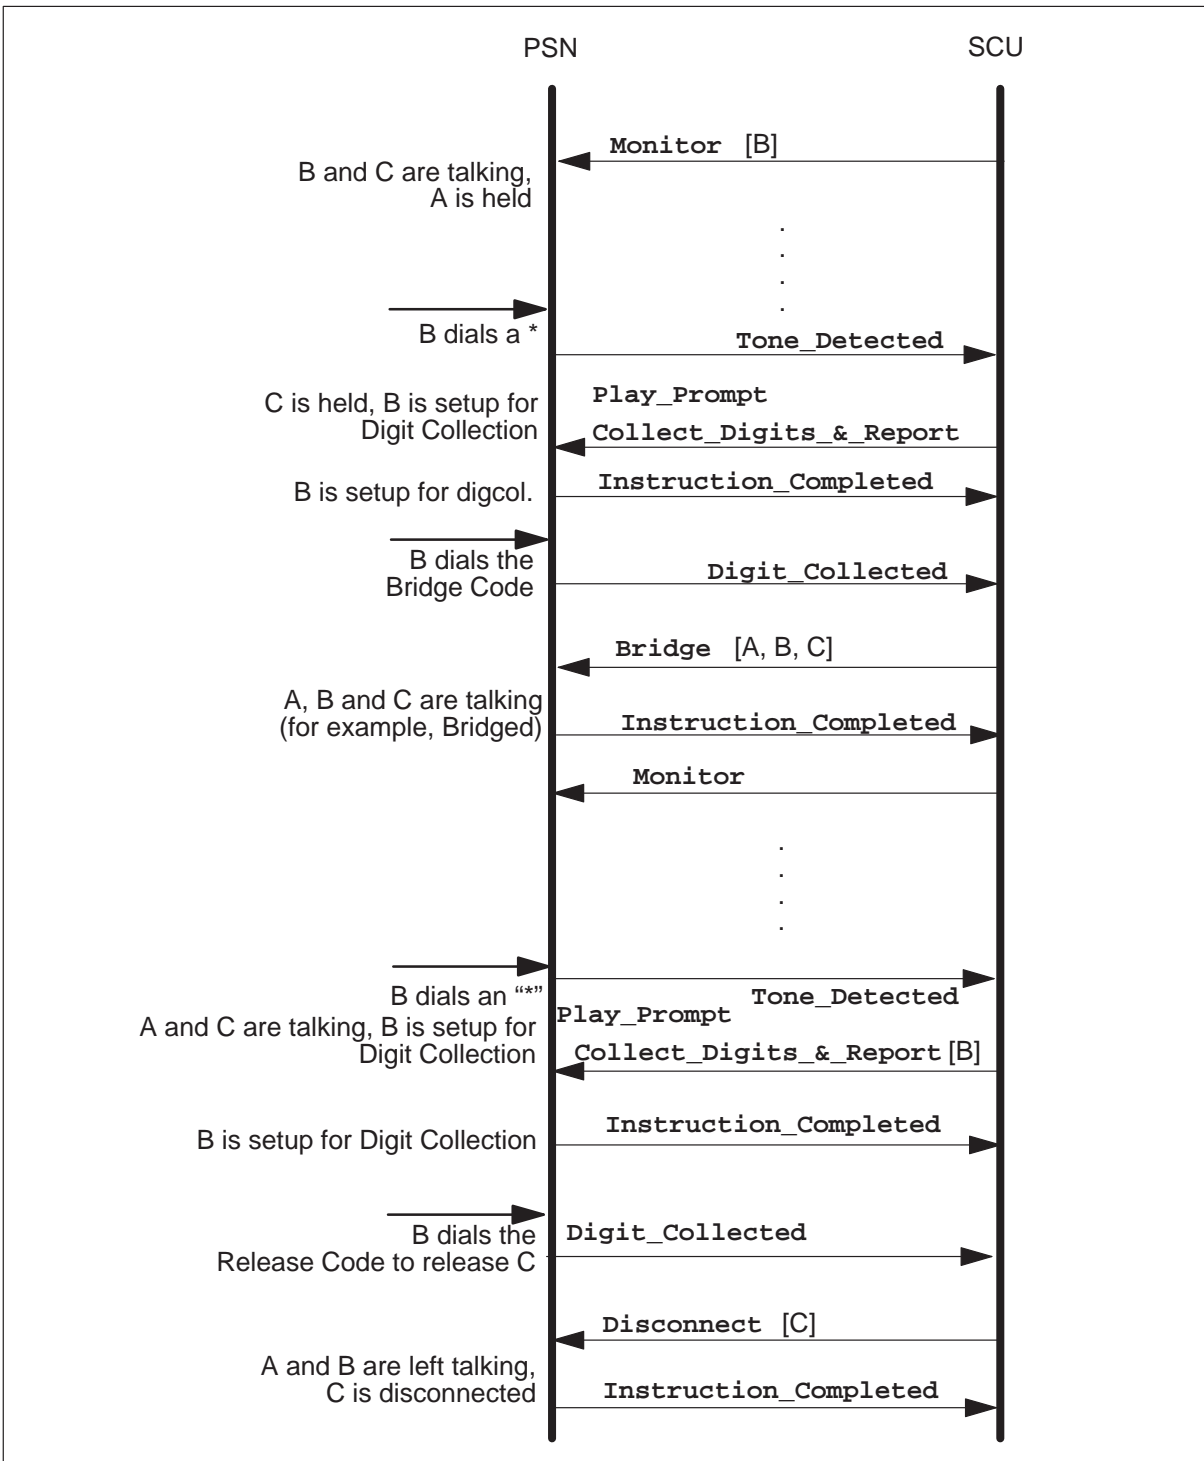 PSN SCU
Monitor [B]
B and C are talking,
A is held
B dials a *
Tone_Detected
Play_Prompt
C is held, B is setup for
Digit Collection
Collect_Digits_&_Report
Instruction_Completed
B is setup for digcol.
B dials the
Bridge Code
Digit_Collected
Bridge [A, B, C]
A, B and C are talking
(for example, Bridged)
Instruction_Completed
Monitor
B dials an “*”
Tone_Detected
Play_Prompt
A and C are talking, B is setup for
Digit Collection
Collect_Digits_&_Report [B]
Instruction_Completed
B is setup for Digit Collection
B dials the
Release Code to release C
Digit_Collected
Disconnect [C]
A and B are left talking,
C is disconnected
Instruction_Completed